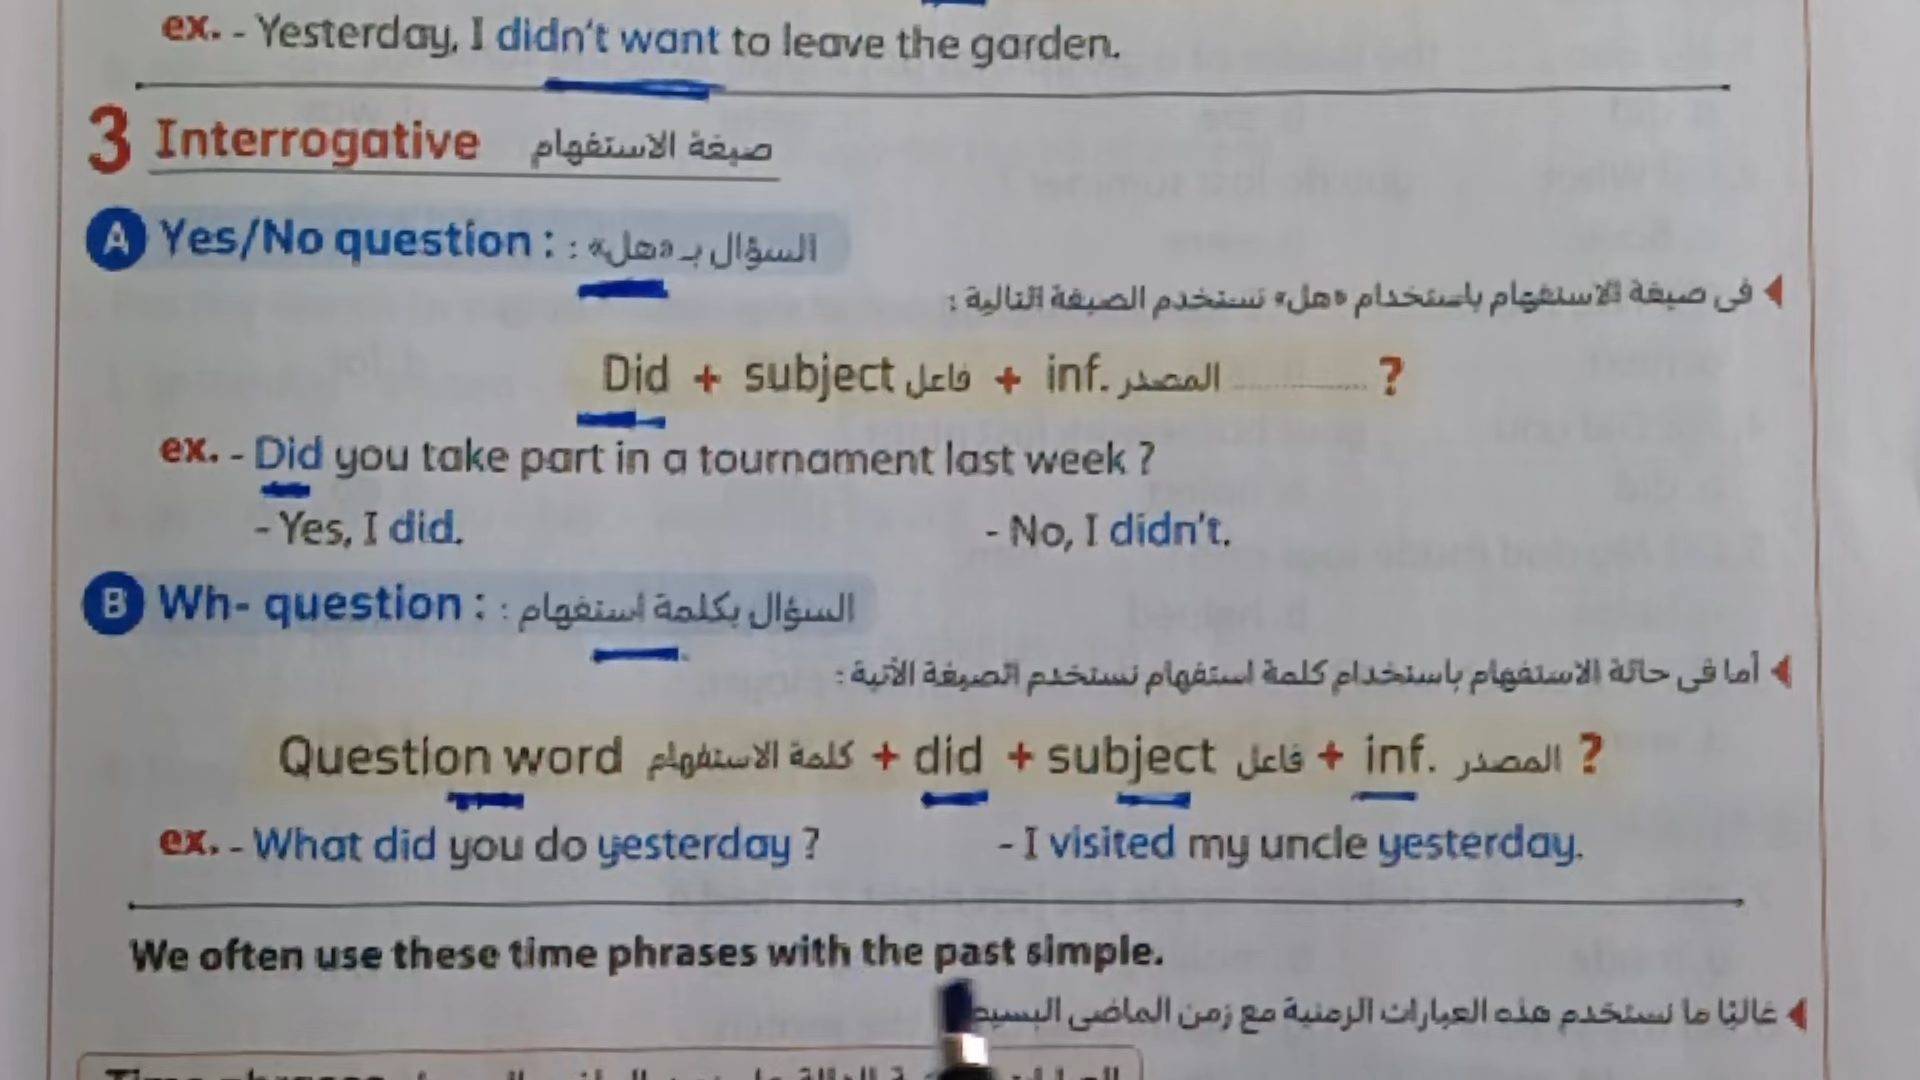 ex. - Yesterday, I didn't want to leave the garden.
3 Interrogative صيغة الاستفهام
A Yes/No question : السؤال بـ «هل» :
فى صيغة الاستفهام باستخدام «هل» نستخدم الصيغة التالية :
Did + subject فاعل + inf. المصدر ............ ?
ex. - Did you take part in a tournament last week ?
- Yes, I did. - No, I didn't.
B Wh- question : السؤال بكلمة استفهام :
أما فى حالة الاستفهام باستخدام كلمة استفهام نستخدم الصيغة الآتية :
Question word كلمة الاستفهام + did + subject فاعل + inf. المصدر ?
ex. - What did you do yesterday ? - I visited my uncle yesterday.
We often use these time phrases with the past simple.
غالبًا ما نستخدم هذه العبارات الزمنية مع زمن الماضى البسيط